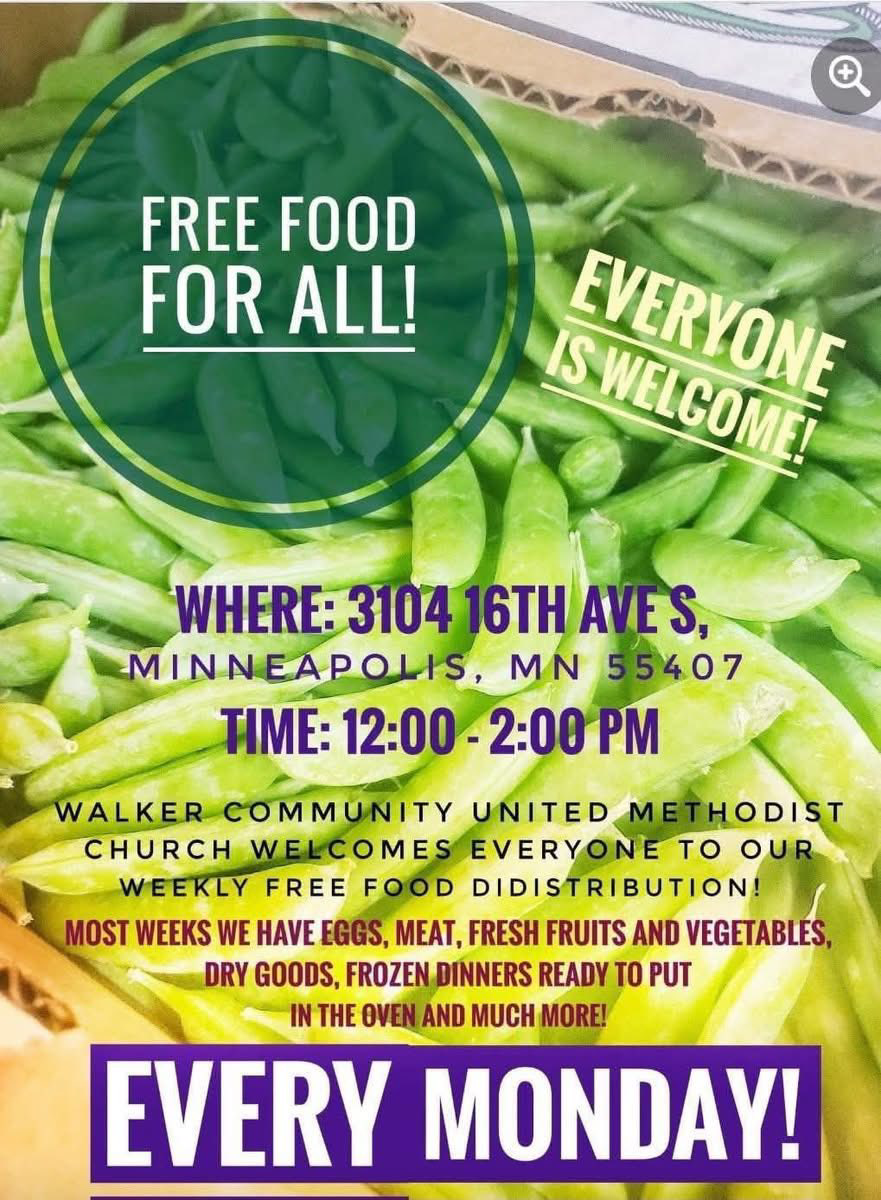 FREE FOOD
FOR ALL!
EVERYONE
IS WELCOME!
WHERE: 3104 16TH AVE S,
MINNEAPOLIS, MN 55407
TIME: 12:00 - 2:00 PM
WALKER COMMUNITY UNITED METHODIST
CHURCH WELCOMES EVERYONE TO OUR
WEEKLY FREE FOOD DIDISTRIBUTION!
MOST WEEKS WE HAVE EGGS, MEAT, FRESH FRUITS AND VEGETABLES,
DRY GOODS, FROZEN DINNERS READY TO PUT
IN THE OVEN AND MUCH MORE!
EVERY MONDAY!